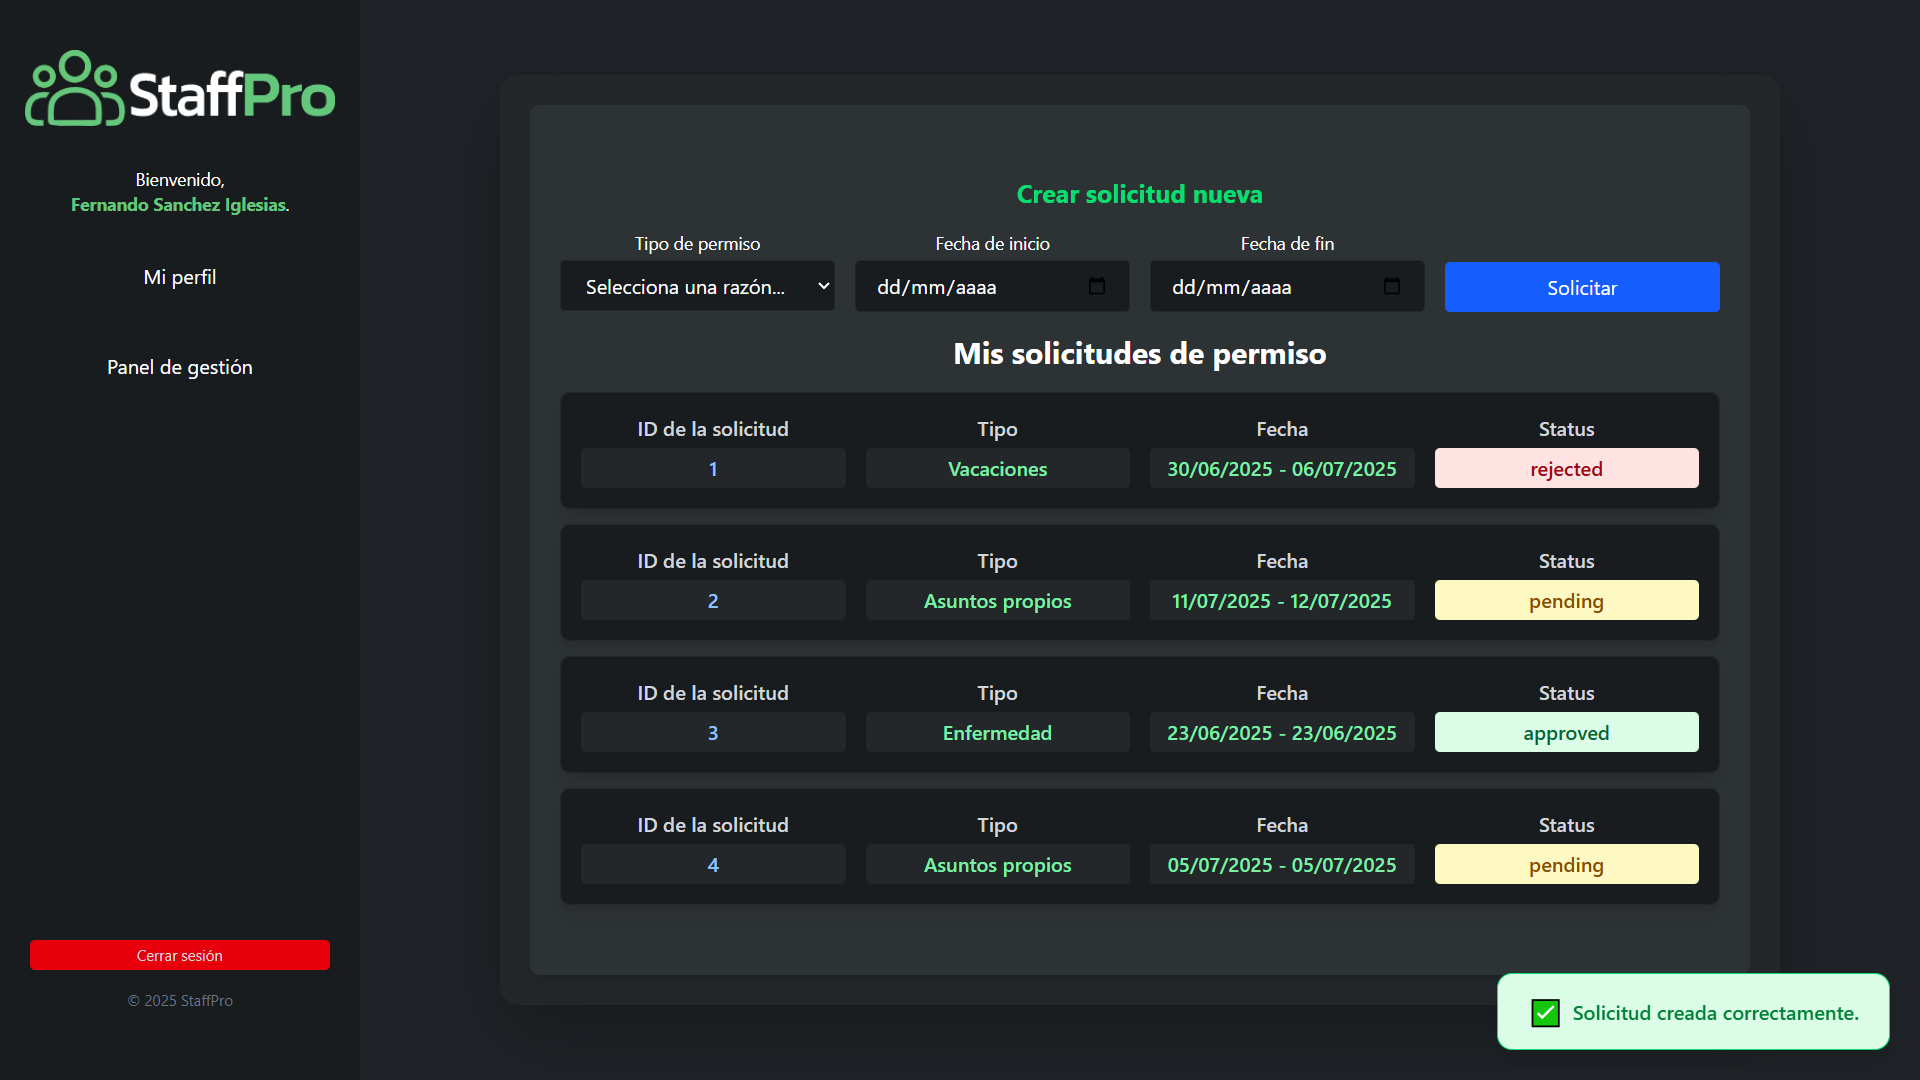 StaffPro
Bienvenido,
Fernando Sanchez Iglesias.
Mi perfil
Panel de gestión
Cerrar sesión
© 2025 StaffPro
Crear solicitud nueva
Tipo de permiso Fecha de inicio Fecha de fin
Selecciona una razón... dd/mm/aaaa dd/mm/aaaa Solicitar
Mis solicitudes de permiso
ID de la solicitud Tipo Fecha Status
1 Vacaciones 30/06/2025 - 06/07/2025 rejected
ID de la solicitud Tipo Fecha Status
2 Asuntos propios 11/07/2025 - 12/07/2025 pending
ID de la solicitud Tipo Fecha Status
3 Enfermedad 23/06/2025 - 23/06/2025 approved
ID de la solicitud Tipo Fecha Status
4 Asuntos propios 05/07/2025 - 05/07/2025 pending
Solicitud creada correctamente.